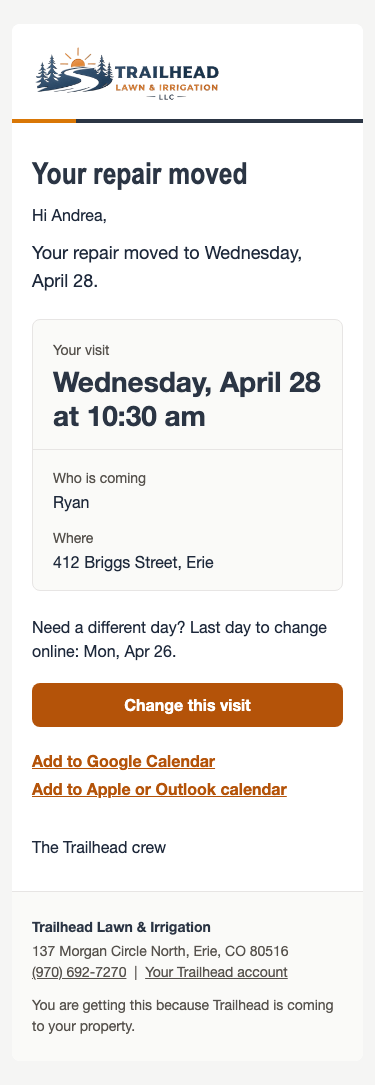 TRAILHEAD
LAWN & IRRIGATION
LLC
Your repair moved
Hi Andrea,
Your repair moved to Wednesday,
April 28.
Your visit
Wednesday, April 28
at 10:30 am
Who is coming
Ryan
Where
412 Briggs Street, Erie
Need a different day? Last day to change
online: Mon, Apr 26.
Change this visit
Add to Google Calendar
Add to Apple or Outlook calendar
The Trailhead crew
Trailhead Lawn & Irrigation
137 Morgan Circle North, Erie, CO 80516
(970) 692-7270 | Your Trailhead account
You are getting this because Trailhead is coming
to your property.